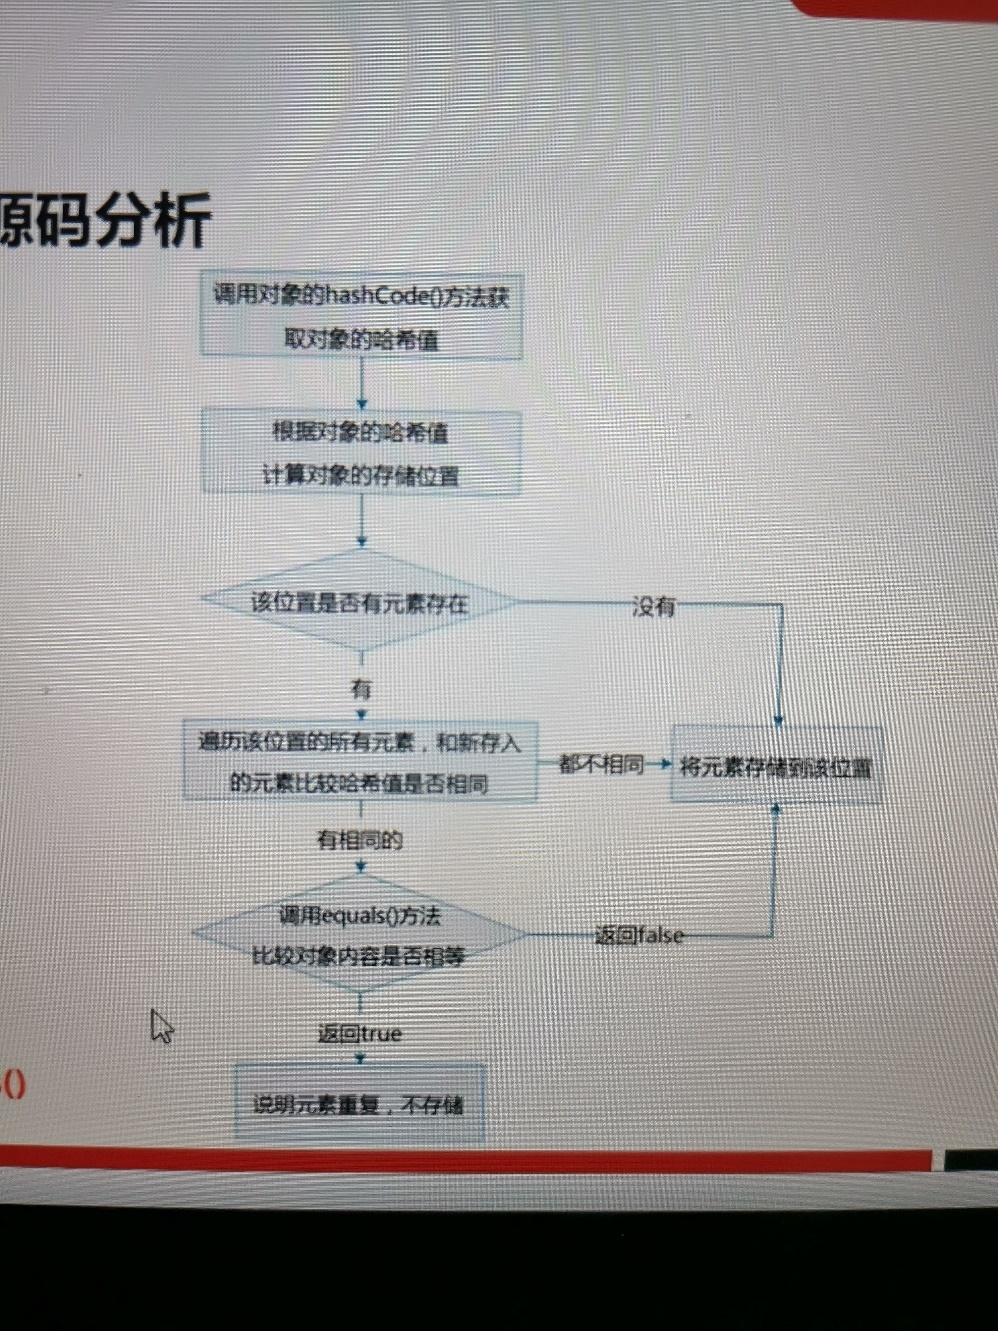 源码分析
调用对象的hashCode()方法获
取对象的哈希值
根据对象的哈希值
计算对象的存储位置
该位置是否有元素存在
没有
有
遍历该位置的所有元素，和新存入
的元素比较哈希值是否相同
都不相同
将元素存储到该位置
有相同的
调用equals()方法
比较对象内容是否相等
返回false
返回true
说明元素重复，不存储
()